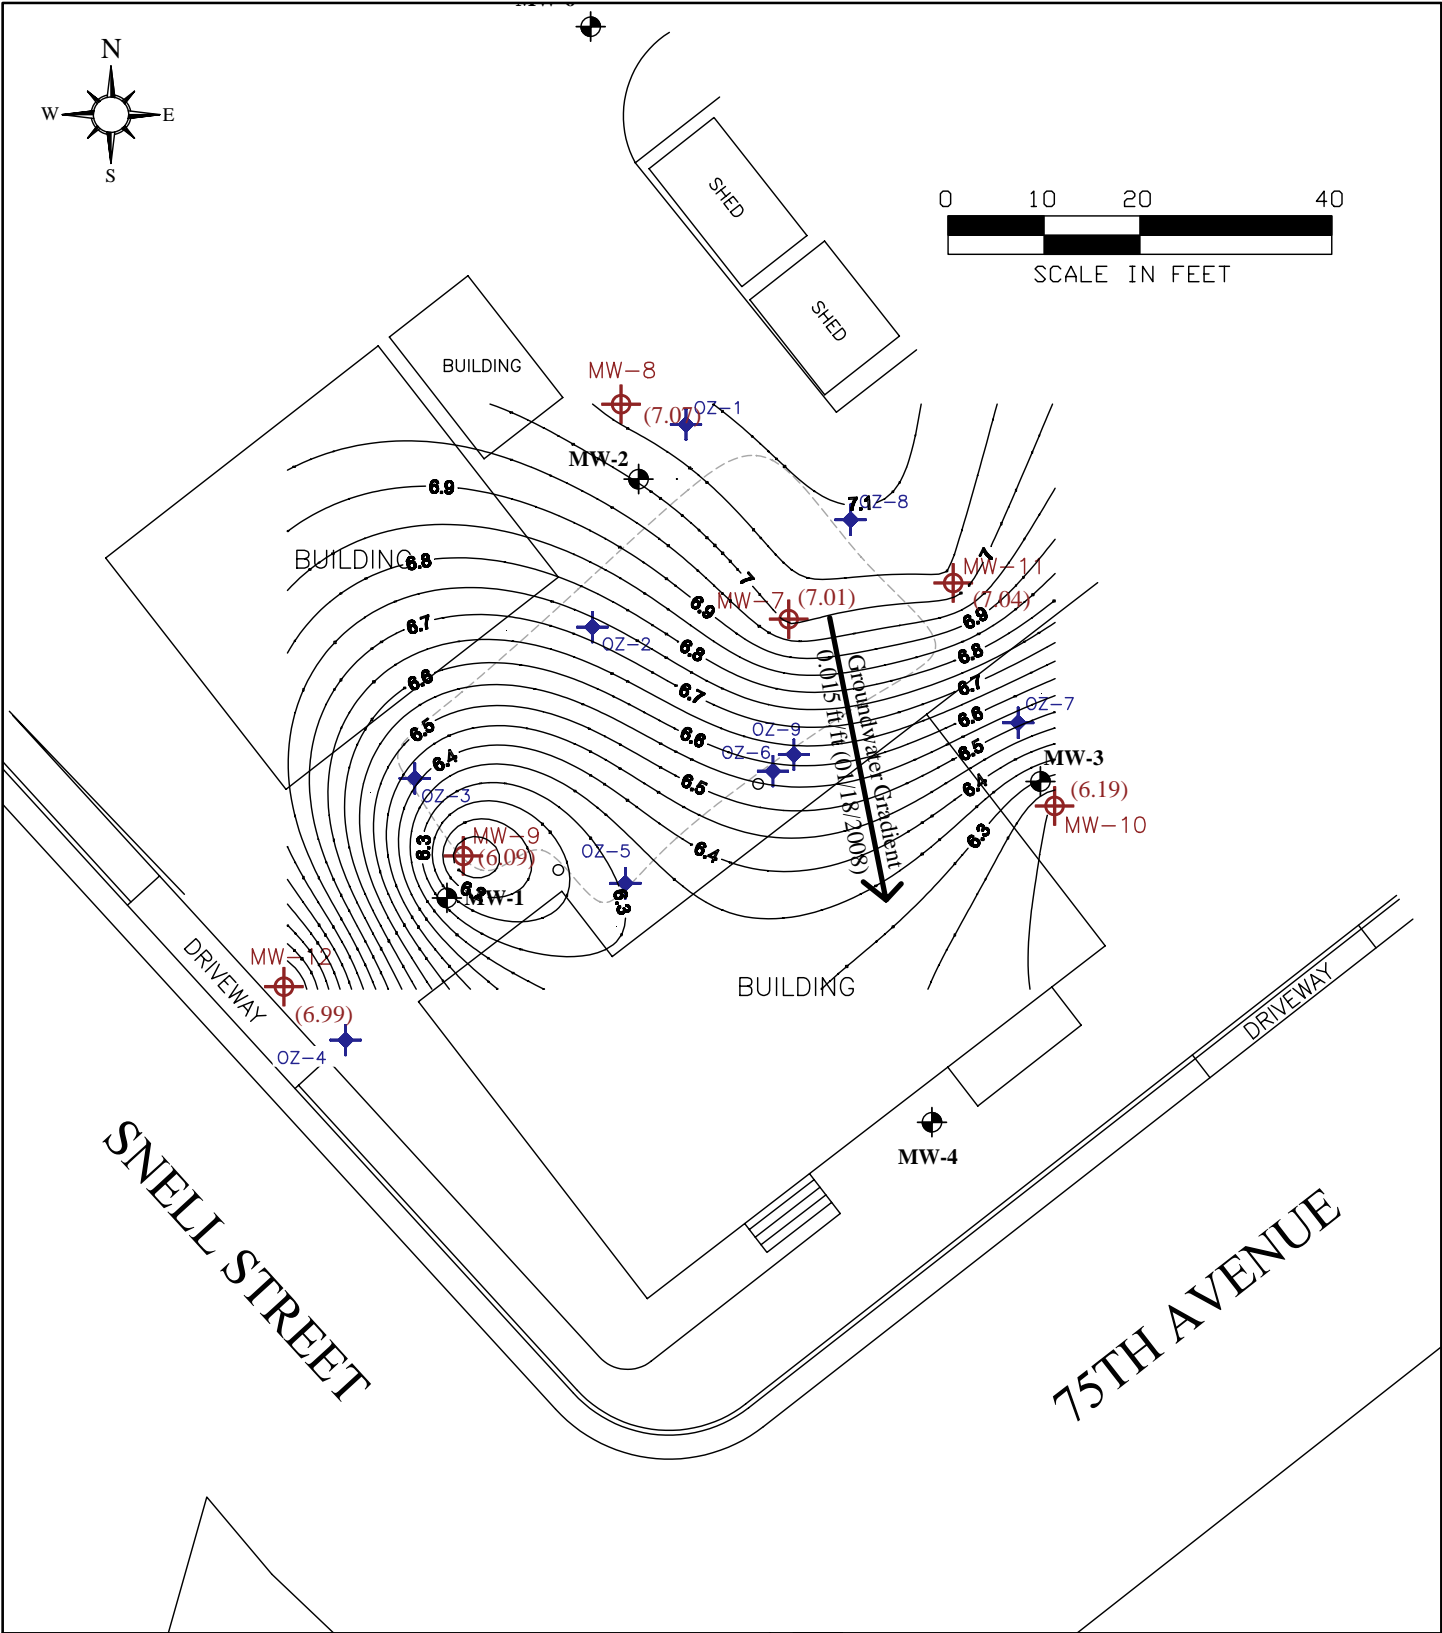 N
W
E
S
SHED
SHED
0 10 20 40
SCALE IN FEET
BUILDING
MW-8
OZ-1
MW-2
6.9
7.1
OZ-8
BUILDING
6.8
7
7
MW-11
(7.04)
MW-7
(7.01)
6.9
6.9
6.7
OZ-2
6.8
6.8
6.6
6.7
6.7
6.5
6.6
6.6
OZ-9
OZ-6
OZ-7
6.4
6.5
6.5
OZ-3
MW-3
6.4
(6.19)
MW-10
Groundwater Gradient
0.015 ft/ft (01/18/2008)
6.3
MW-9
(6.09)
OZ-5
6.4
6.3
6.2
MW-1
6.3
MW-12
(6.99)
DRIVEWAY
OZ-4
BUILDING
DRIVEWAY
MW-4
SNELL STREET
75TH AVENUE